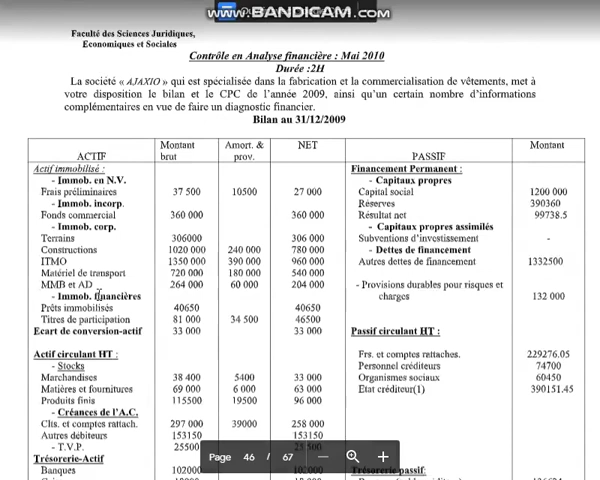 www.BANDICAM.com
Faculté des Sciences Juridiques,
Économiques et Sociales
Contrôle en Analyse financière : Mai 2010
Durée :2H
La société « AJAXIO » qui est spécialisée dans la fabrication et la commercialisation de vêtements, met à
votre disposition le bilan et le CPC de l'année 2009, ainsi qu'un certain nombre d'informations
complémentaires en vue de faire un diagnostic financier.
Bilan au 31/12/2009
ACTIF Montant brut Amort. & prov. NET PASSIF Montant
Actif immobilisé : Financement Permanent :
- Immob. en N.V. - Capitaux propres
Frais préliminaires 37 500 10500 27 000 Capital social 1200 000
- Immob. incorp. Réserves 390360
Fonds commercial 360 000 360 000 Résultat net 99738.5
- Immob. corp. - Capitaux propres assimilés
Terrains 306000 306 000 Subventions d'investissement -
Constructions 1020 000 240 000 780 000 - Dettes de financement
ITMO 1350 000 390 000 960 000 Autres dettes de financement 1332500
Matériel de transport 720 000 180 000 540 000
MMB et AD 264 000 60 000 204 000 - Provisions durables pour risques et
- Immob. financières charges 132 000
Prêts immobilisés 40650 40650
Titres de participation 81 000 34 500 46500
Ecart de conversion-actif 33 000 33 000 Passif circulant HT :
Actif circulant HT : Frs. et comptes rattaches. 229276.05
- Stocks Personnel créditeurs 74700
Marchandises 38 400 5400 33 000 Organismes sociaux 60450
Matières et fournitures 69 000 6 000 63 000 Etat créditeur(1) 390151.45
Produits finis 115500 19500 96 000
- Créances de l'A.C.
Clts. et comptes rattach. 297 000 39000 258 000
Autres débiteurs 153150 153150
- T.V.P. 25500 25 500
Trésorerie-Actif Trésorerie passif:
Banques 102000 102000
Page 46 / 67